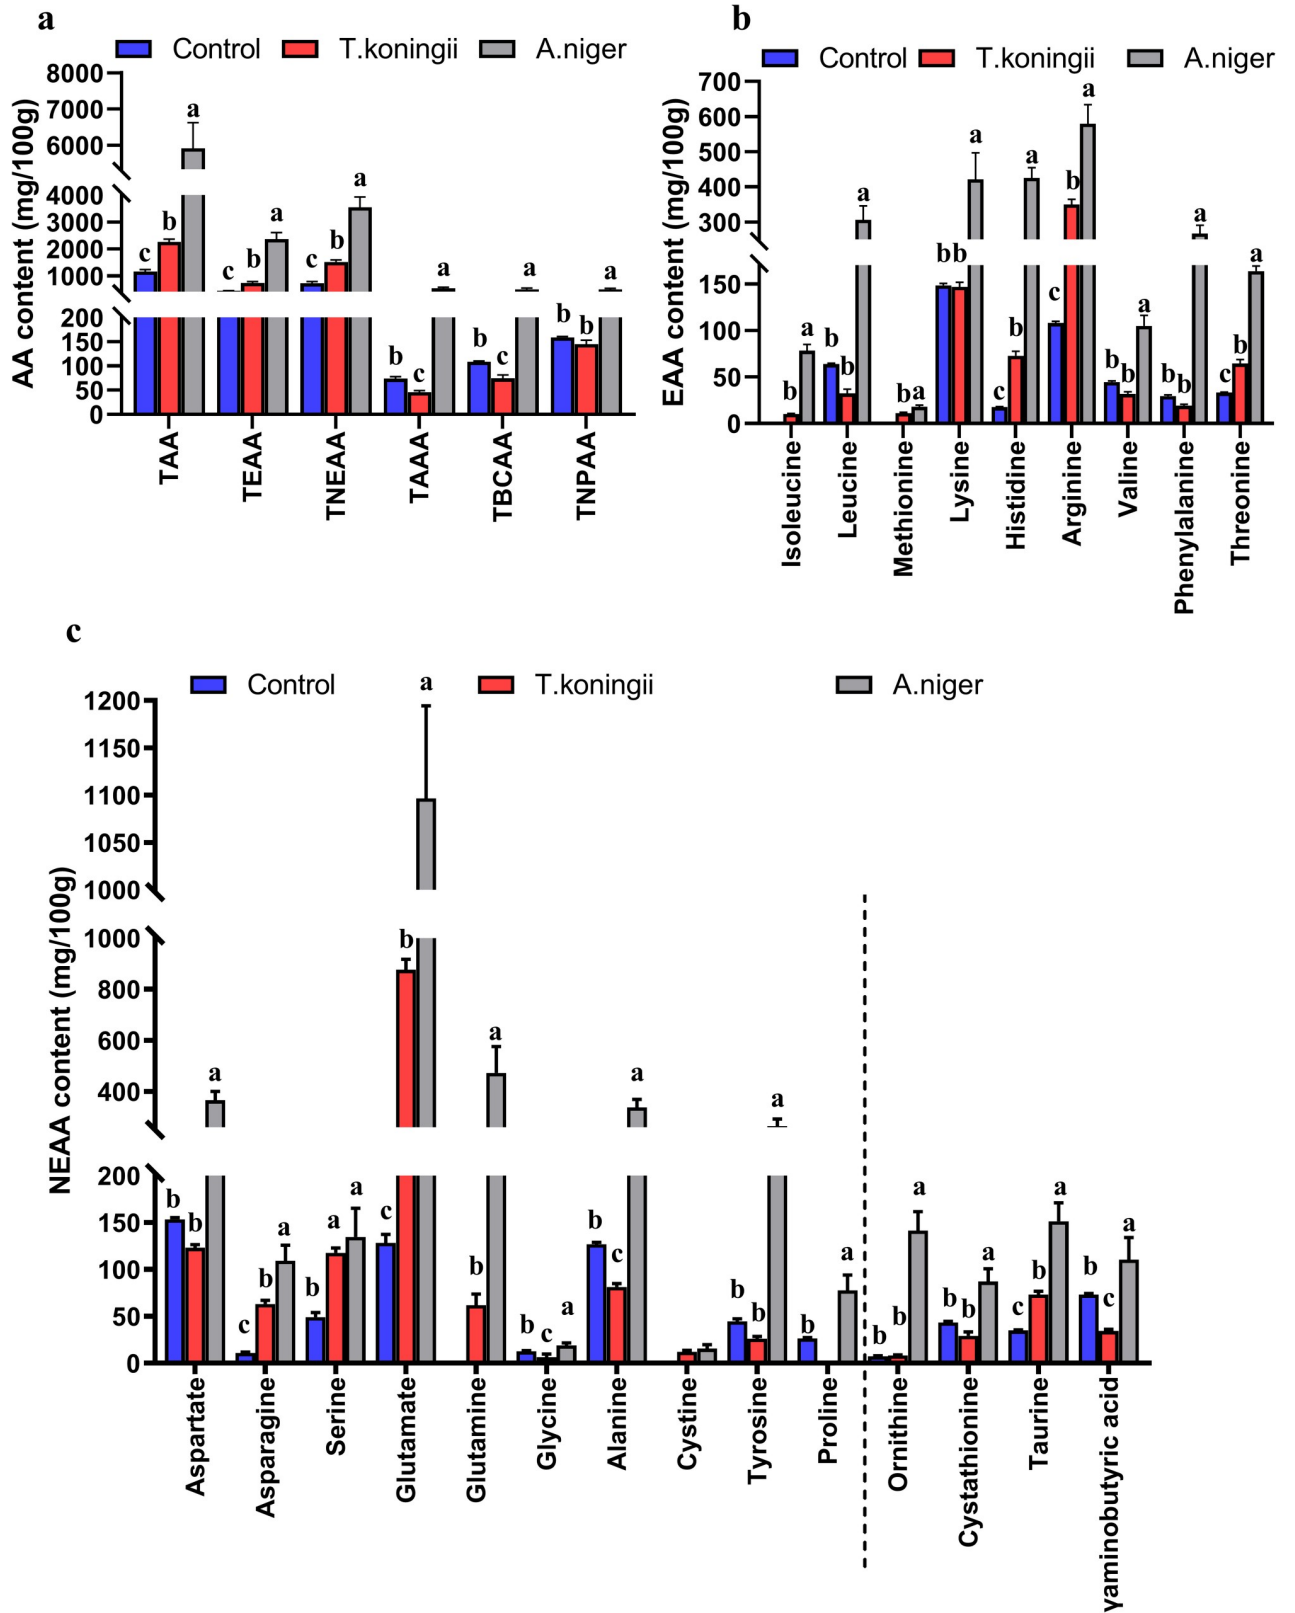 a
Control T.koningii A.niger
AA content (mg/100g)
8000
7000
6000
4000
3000
2000
1000
200
150
100
50
0
c b a
c b a
c b a
b c a
b c a
b b a
TAA
TEAA
TNEAA
TAAA
TBCAA
TNPAA
b
Control T.koningii A.niger
EAA content (mg/100g)
700
600
500
400
300
150
100
50
0
b a
b b a
b a
b b a
c b a
c b a
b b a
b b a
c b a
Isoleucine
Leucine
Methionine
Lysine
Histidine
Arginine
Valine
Phenylalanine
Threonine
c
Control T.koningii A.niger
NEAA content (mg/100g)
1200
1150
1100
1050
1000
1000
800
600
400
200
150
100
50
0
b b a
c b a
b a a
c b a
b a
b c a
b c a
b b a
b a
b b a
b b a
c b a
b c a
Aspartate
Asparagine
Serine
Glutamate
Glutamine
Glycine
Alanine
Cystine
Tyrosine
Proline
Ornithine
Cystathionine
Taurine
γaminobutyric acid